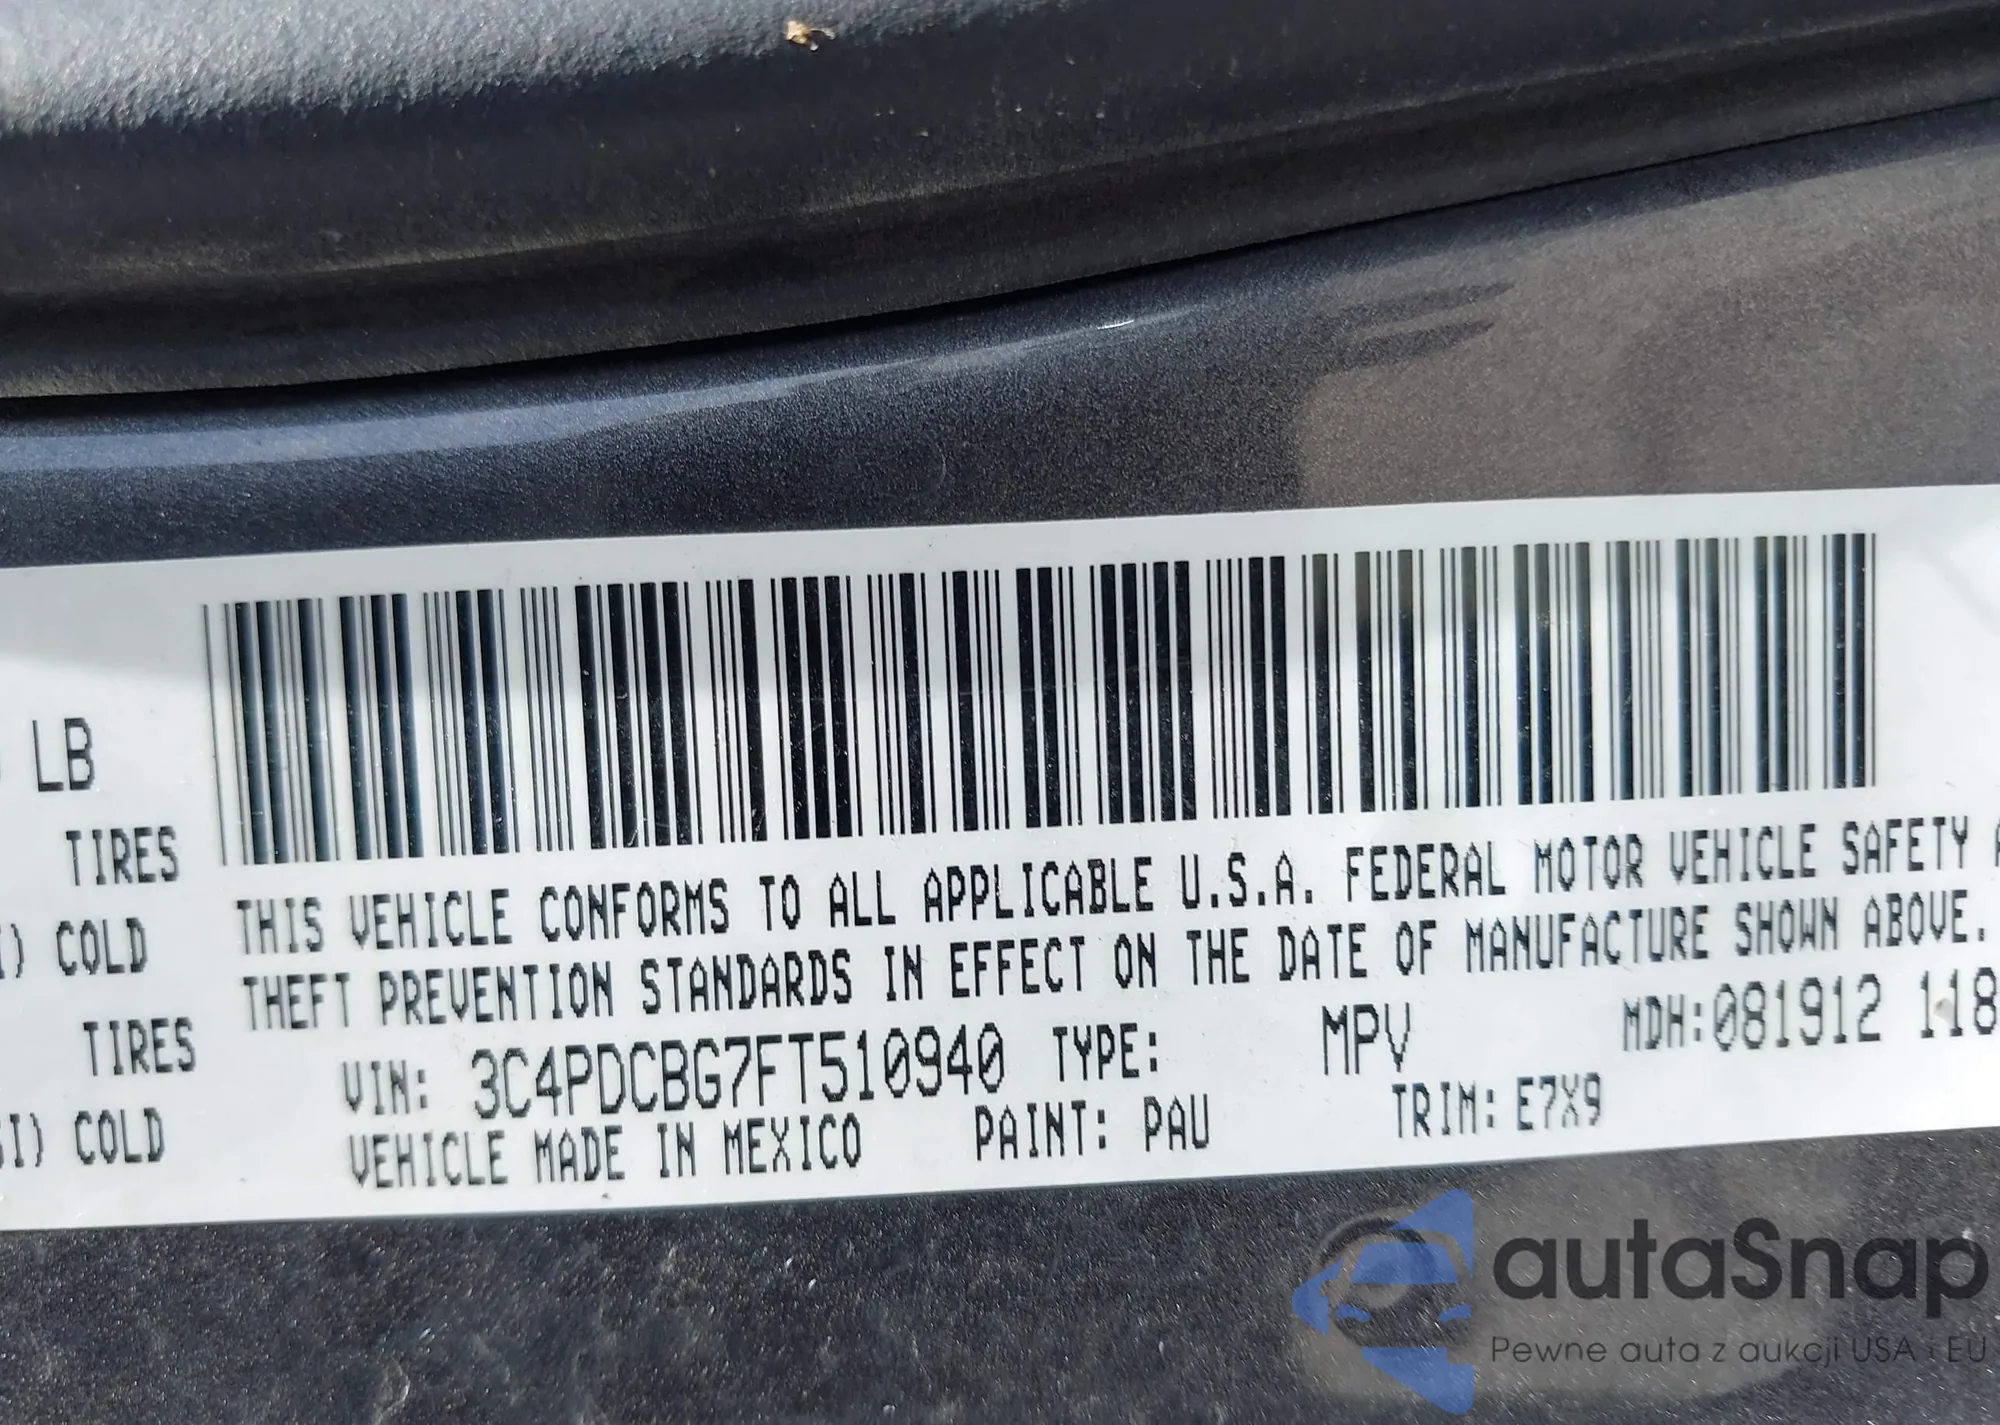 LB
TIRES
COLD
TIRES
COLD
THIS VEHICLE CONFORMS TO ALL APPLICABLE U.S.A. FEDERAL MOTOR VEHICLE SAFETY
THEFT PREVENTION STANDARDS IN EFFECT ON THE DATE OF MANUFACTURE SHOWN ABOVE.
VIN: 3C4PDCBG7FT510940 TYPE: MPV MDH:081912 118
VEHICLE MADE IN MEXICO PAINT: PAU TRIM: E7X9
autoSnap
Pewne auta z aukcji USA i EU